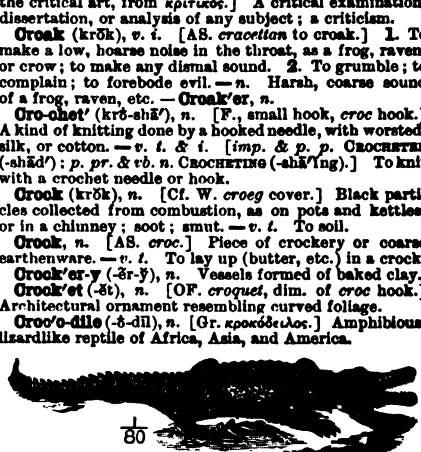 the critical art, from κριτικός.] A critical examination
dissertation, or analysis of any subject; a criticism.
Croak (krōk), v. i. [AS. cracettan to croak.] 1. To
make a low, hoarse noise in the throat, as a frog, raven
or crow; to make any dismal sound. 2. To grumble; to
complain; to forebode evil. — n. Harsh, coarse sound
of a frog, raven, etc. — Croak'er, n.
Cro-chet' (krō-shā'), n. [F., small hook, croc hook.]
A kind of knitting done by a hooked needle, with worsted
silk, or cotton. — v. t. & i. [imp. & p. p. CROCHETED
(-shād'); p. pr. & vb. n. CROCHETING (-shā'ĭng).] To knit
with a crochet needle or hook.
Crock (krŏk), n. [Cf. W. croeg cover.] Black parti-
cles collected from combustion, as on pots and kettles
or in a chimney; soot; smut. — v. t. To soil.
Crock, n. [AS. croc.] Piece of crockery or coarse
earthenware. — v. t. To lay up (butter, etc.) in a crock
Crock'er-y (-ẽr-ȳ), n. Vessels formed of baked clay.
Crock'et (-ĕt), n. [OF. croquet, dim. of croc hook.]
Architectural ornament resembling curved foliage.
Croc'o-dile (-ō-dīl), n. [Gr. κροκόδειλος.] Amphibious
lizardlike reptile of Africa, Asia, and America.
1/80